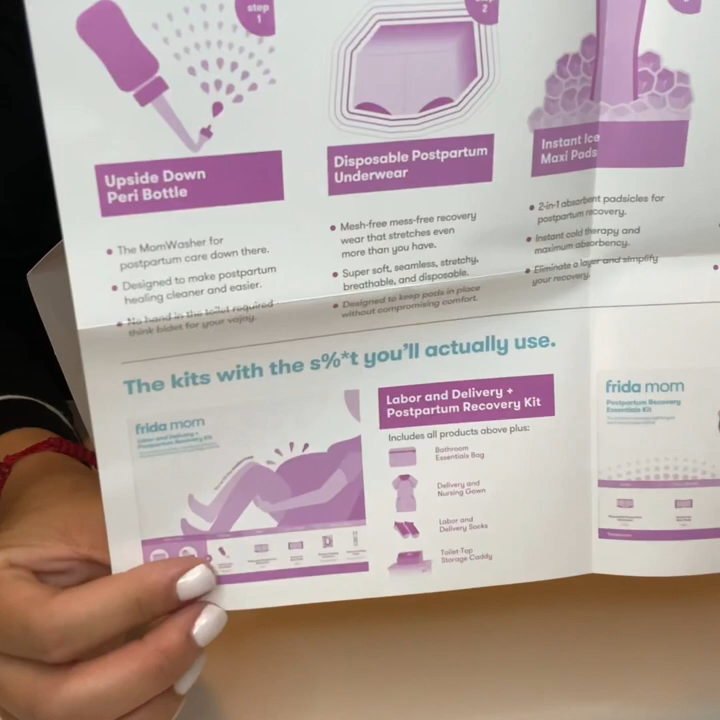 step
1
2
Upside Down
Peri Bottle
• The MomWasher for
postpartum care down there.
• Designed to make postpartum
healing cleaner and easier.
• No hand in the toilet required
think bidet for your vajay.
Disposable Postpartum
Underwear
• Mesh-free mess-free recovery
wear that stretches even
more than you have.
• Super soft, seamless, stretchy,
breathable, and disposable.
• Designed to keep pads in place
without compromising comfort.
Instant Ice
Maxi Pads
• 2-in-1 absorbent padsicles for
postpartum recovery.
• Instant cold therapy and
maximum absorbency.
• Eliminate a layer and simplify
your recovery.
The kits with the s%*t you'll actually use.
frida mom
Labor and Delivery +
Postpartum Recovery Kit
Labor and Delivery +
Postpartum Recovery Kit
Includes all products above plus:
Bathroom
Essentials Bag
Delivery and
Nursing Gown
Labor and
Delivery Socks
Toilet Top
Storage Caddy
frida mom
Postpartum Recovery
Essentials Kit